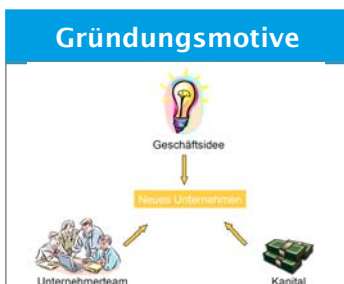 Gründungsmotive
Geschäftsidee
Neues Unternehmen
Unternehmerteam
Kapital